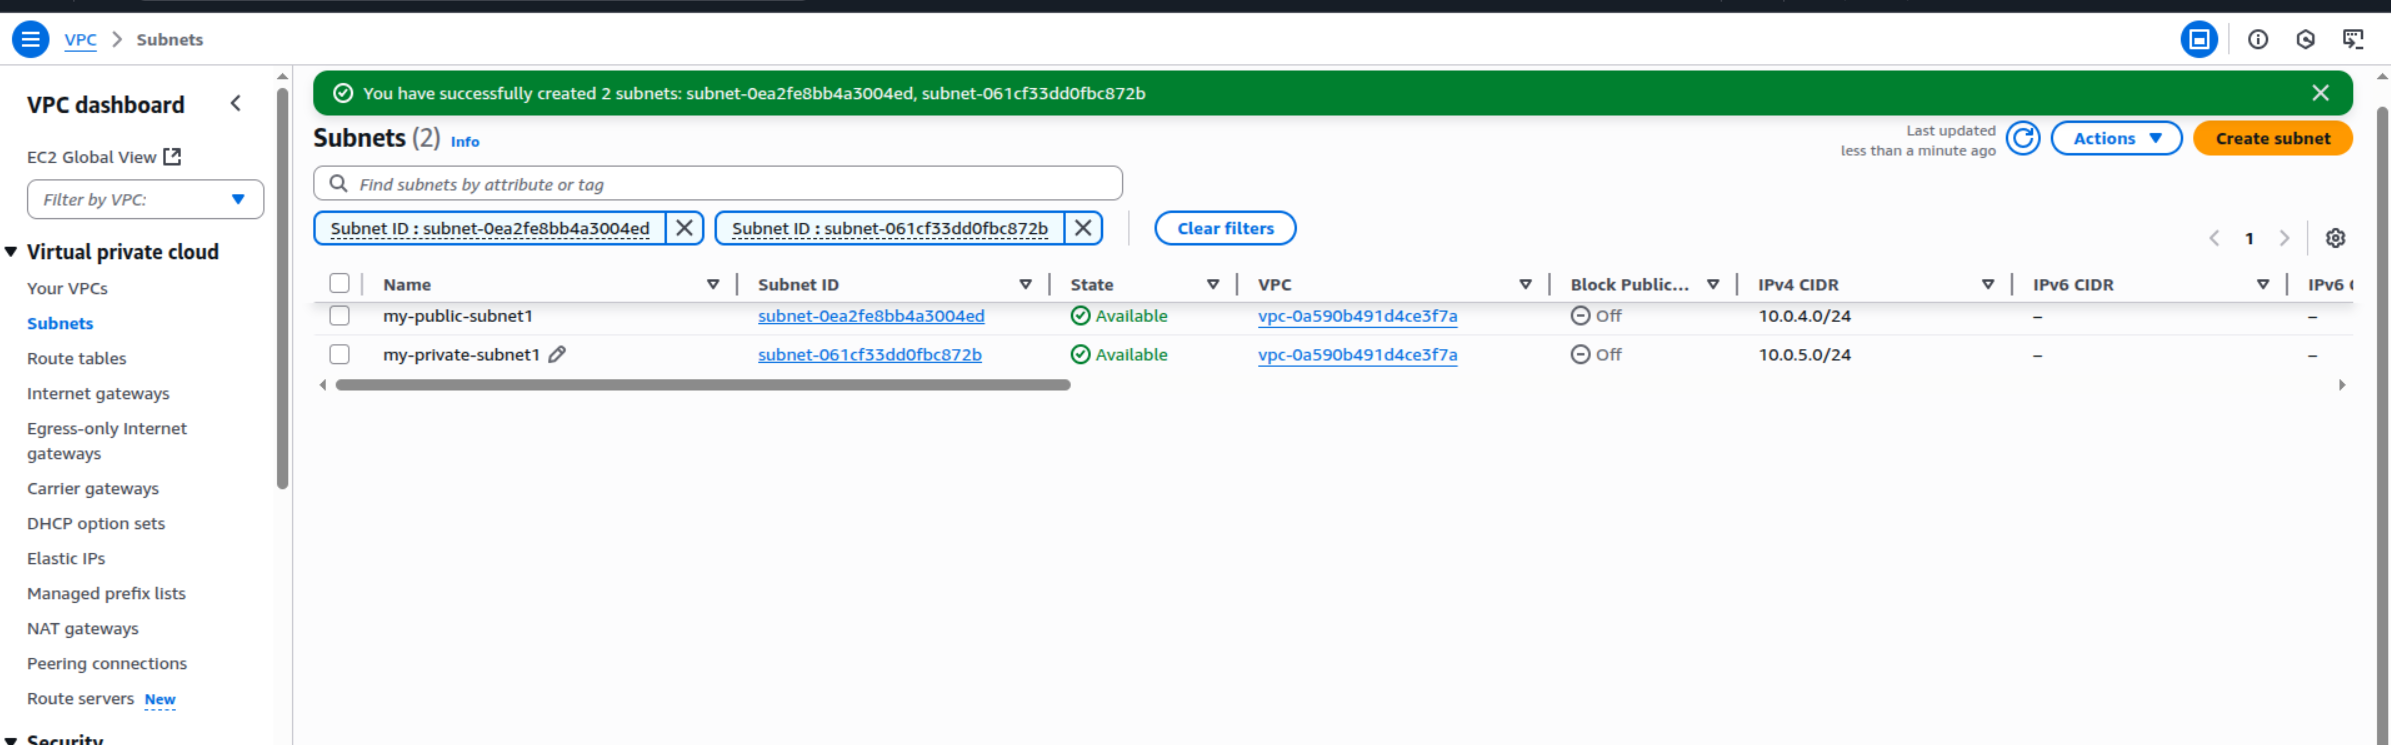 VPC > Subnets
You have successfully created 2 subnets: subnet-0ea2fe8bb4a3004ed, subnet-061cf33dd0fbc872b
VPC dashboard
EC2 Global View
Filter by VPC:
Virtual private cloud
Your VPCs
Subnets
Route tables
Internet gateways
Egress-only Internet
gateways
Carrier gateways
DHCP option sets
Elastic IPs
Managed prefix lists
NAT gateways
Peering connections
Route servers New
Security
Subnets (2) Info
Last updated
less than a minute ago
Actions
Create subnet
Find subnets by attribute or tag
Subnet ID : subnet-0ea2fe8bb4a3004ed
Subnet ID : subnet-061cf33dd0fbc872b
Clear filters
1
Name Subnet ID State VPC Block Public... IPv4 CIDR IPv6 CIDR IPv6
my-public-subnet1 subnet-0ea2fe8bb4a3004ed Available vpc-0a590b491d4ce3f7a Off 10.0.4.0/24 – –
my-private-subnet1 subnet-061cf33dd0fbc872b Available vpc-0a590b491d4ce3f7a Off 10.0.5.0/24 – –